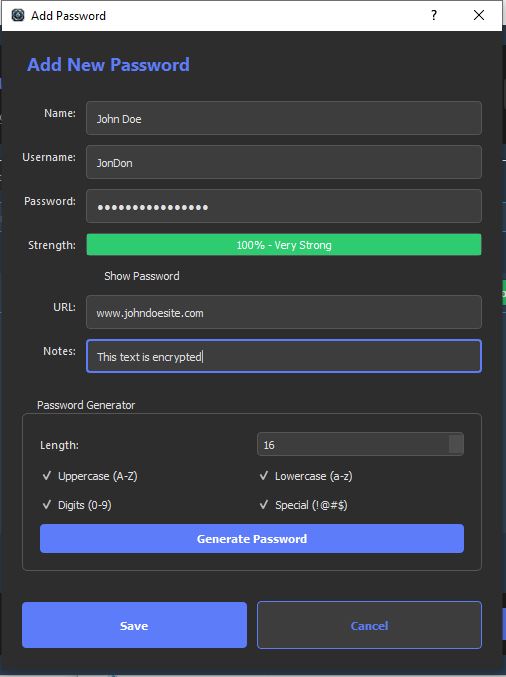 Add Password
?
Add New Password
Name: John Doe
Username: JonDon
Password: ●●●●●●●●●●●●●●●●
Strength: 100% - Very Strong
Show Password
URL: www.johndoesite.com
Notes: This text is encrypted
Password Generator
Length: 16
Uppercase (A-Z) Lowercase (a-z)
Digits (0-9) Special (!@#$)
Generate Password
Save Cancel